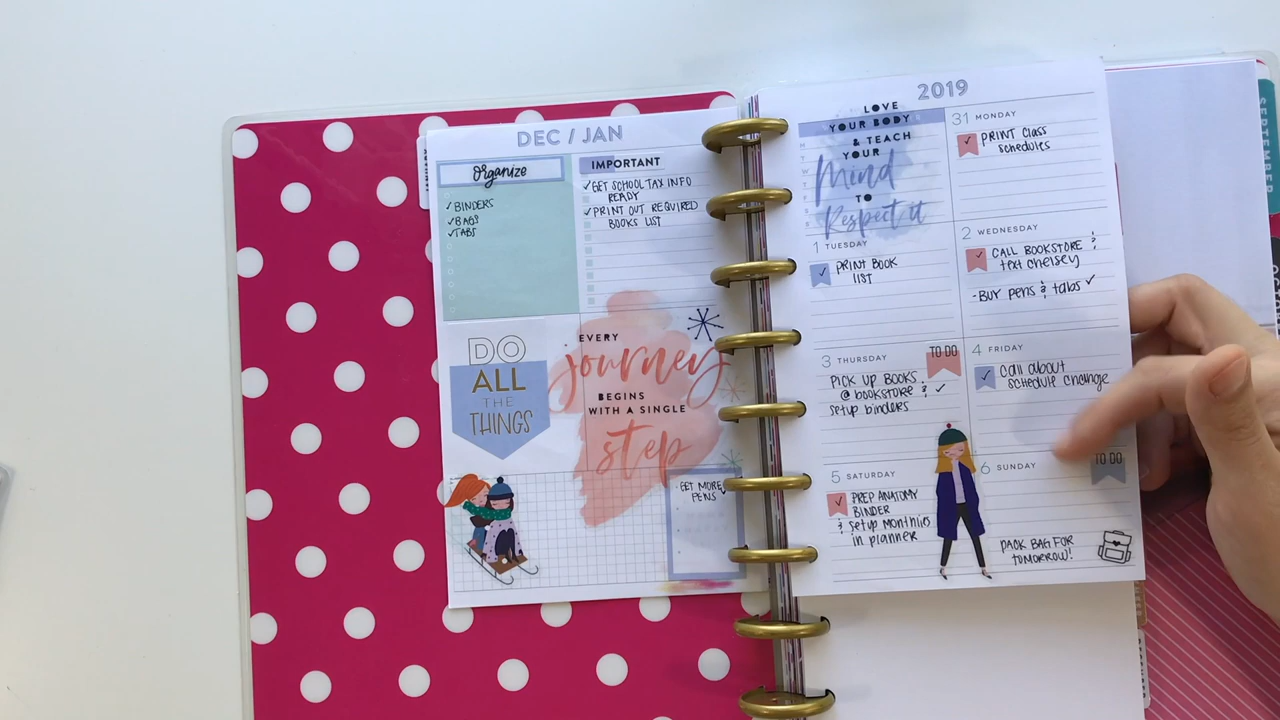 DEC / JAN
organize
✓BINDERS
✓BAGS
✓TABS
IMPORTANT
✓GET SCHOOL TAX INFO
READY
✓PRINT OUT REQUIRED
BOOKS LIST
DO
ALL
THE
THINGS
EVERY
journey
BEGINS
WITH A SINGLE
step
GET MORE
PENS
2019
LOVE
YOUR BODY
& TEACH
YOUR
Mind
TO
Respect it
31 MONDAY
✓ PRINT CLASS
schedules
1 TUESDAY
✓ PRINT BOOK
LIST
2 WEDNESDAY
✓ CALL BOOKSTORE &
text chelsey
-BUY pens & tabs ✓
3 THURSDAY
TO DO
PICK UP BOOKS
@ bookstore & ✓
setup binders
4 FRIDAY
✓ call about
schedule change
5 SATURDAY
✓ PREP ANATOMY
BINDER
& setup monthlies
in planner
6 SUNDAY
TO DO
PACK BAG FOR
TOMORROW!
SEPTEMBER